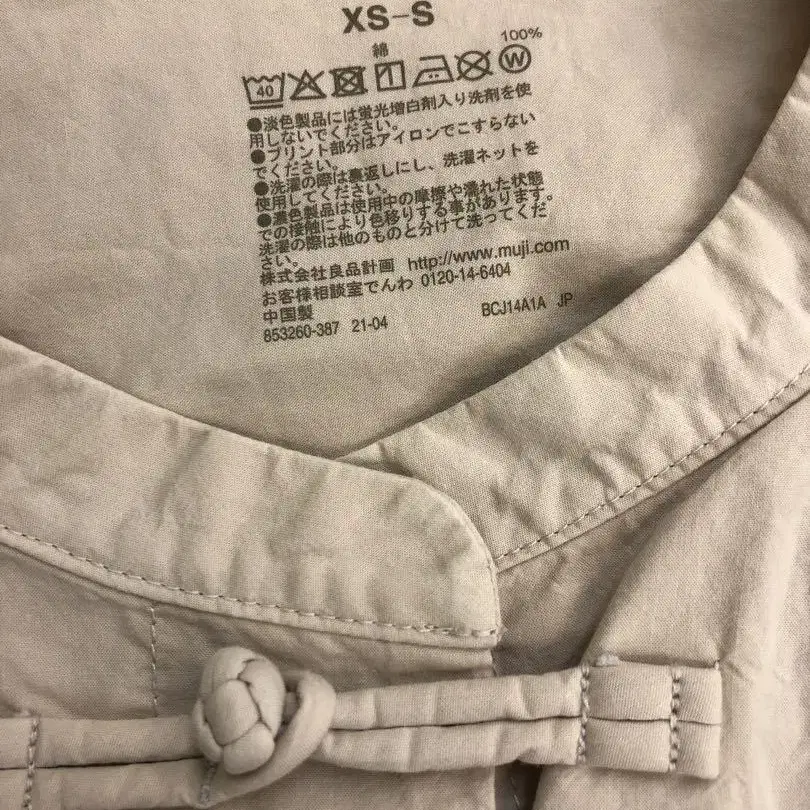 XS-S
綿 100%
40 W
●淡色製品には蛍光増白剤入り洗剤を使
用しないでください。
●プリント部分はアイロンでこすらない
でください。
●洗濯の際は裏返しにし、洗濯ネットを
使用してください。
●濃色製品は使用中の摩擦や濡れた状態
での接触により色移りする事があります。
洗濯の際は他のものと分けて洗ってくだ
さい。
株式会社良品計画 http://www.muji.com
お客様相談室でんわ 0120-14-6404
中国製
853260-387 21-04 BCJ14A1A JP